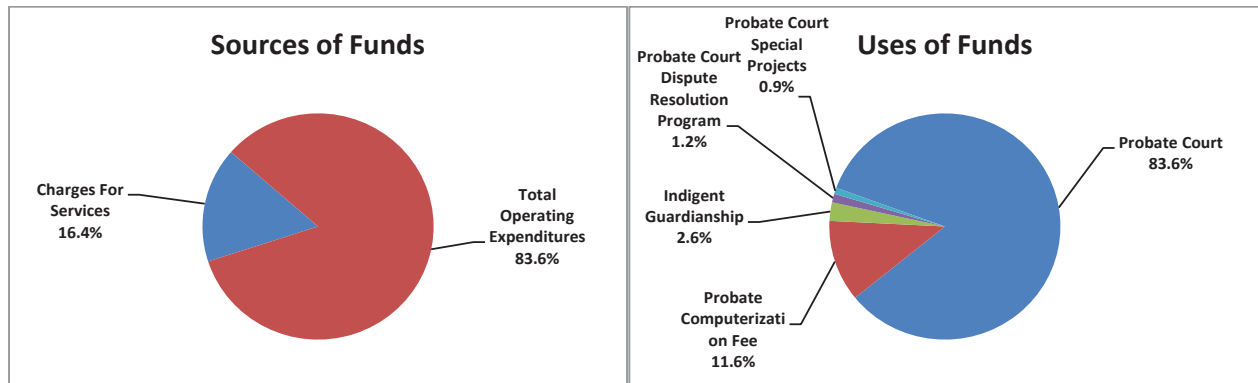 Sources of Funds
Charges For
Services
16.4%
Total
Operating
Expenditures
83.6%
Uses of Funds
Probate Court
Special
Projects
0.9%
Probate Court
Dispute
Resolution
Program
1.2%
Indigent
Guardianship
2.6%
Probate
Computerizati
on Fee
11.6%
Probate Court
83.6%